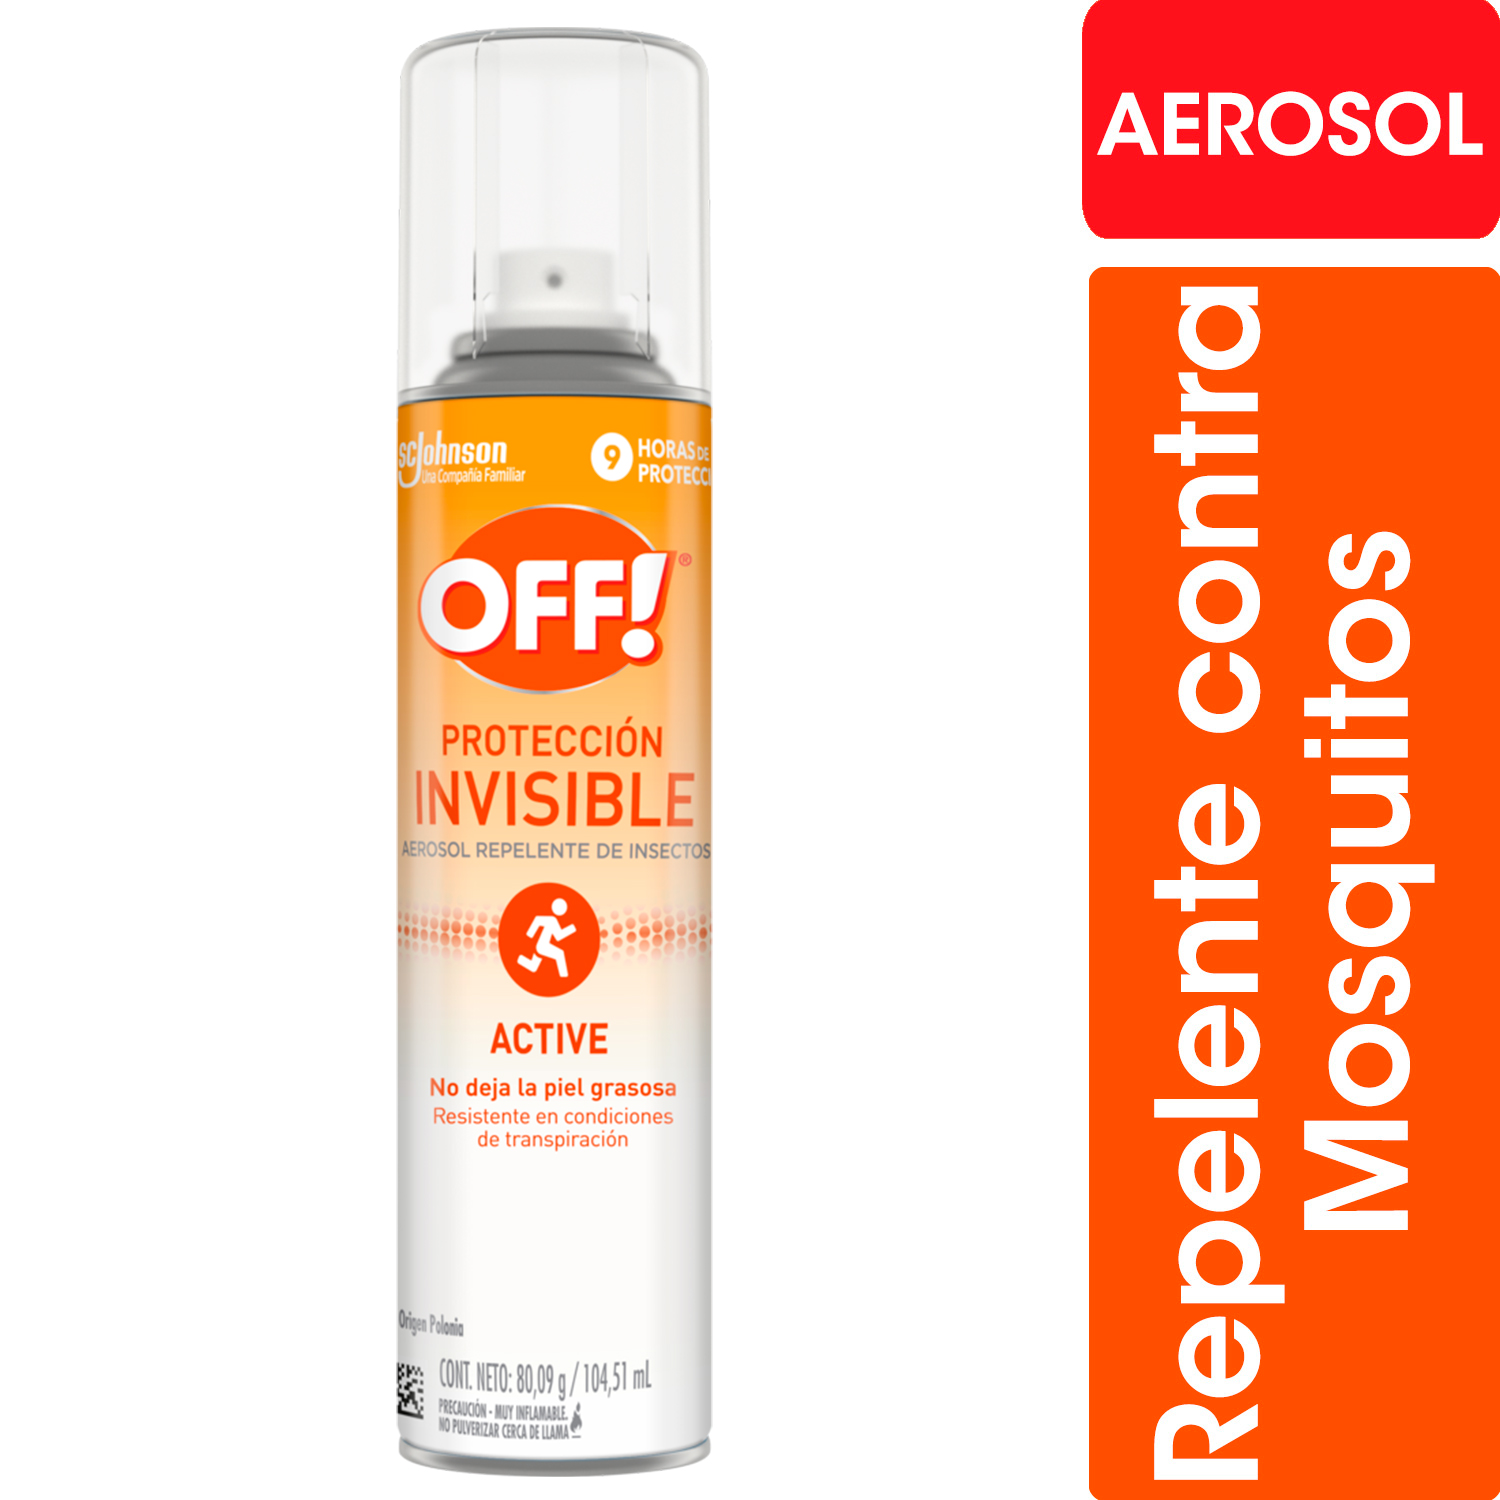 AEROSOL
Repelente contra
Mosquitos
scJohnson
Una Compañía Familiar
9 HORAS DE
PROTECCI
OFF!®
PROTECCIÓN
INVISIBLE
AEROSOL REPELENTE DE INSECTOS
ACTIVE
No deja la piel grasosa
Resistente en condiciones
de transpiración
Origen Polonia
CONT. NETO: 80,09 g / 104,51 mL
PRECAUCIÓN - MUY INFLAMABLE.
NO PULVERIZAR CERCA DE LLAMA